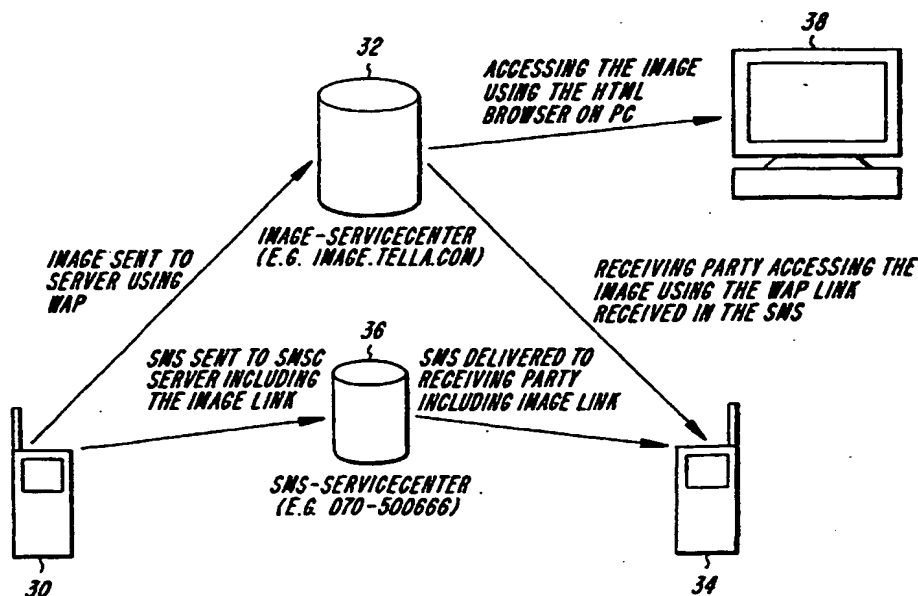 32
38
ACCESSING THE IMAGE
USING THE HTML
BROWSER ON PC
IMAGE-SERVICECENTER
(E.G. IMAGE.TELLA.COM)
IMAGE SENT TO
SERVER USING
WAP
RECEIVING PARTY ACCESSING THE
IMAGE USING THE WAP LINK
RECEIVED IN THE SMS
36
SMS SENT TO SMSC
SERVER INCLUDING
THE IMAGE LINK
SMS DELIVERED TO
RECEIVING PARTY
INCLUDING IMAGE LINK
SMS-SERVICECENTER
(E.G. 070-500666)
30
34